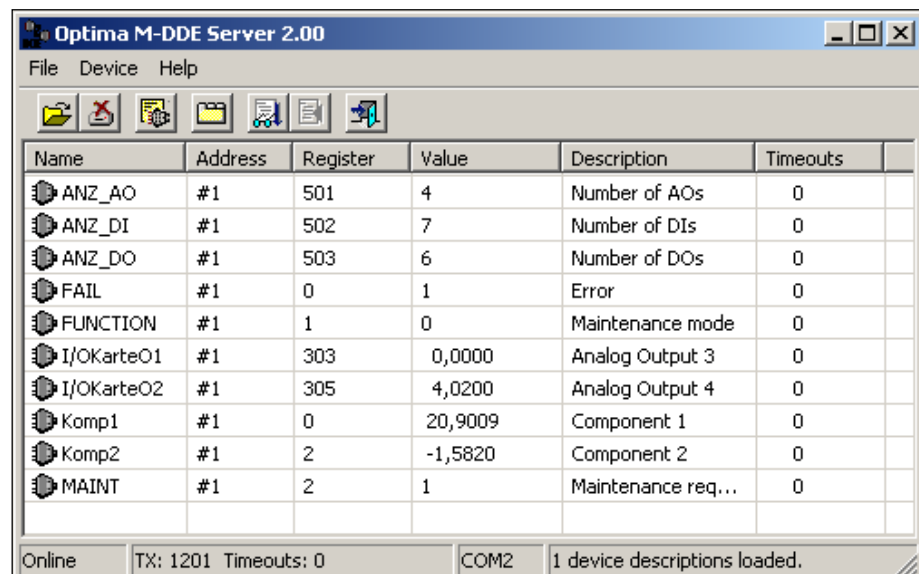 Optima M-DDE Server 2.00
File Device Help
Name Address Register Value Description Timeouts
ANZ_AO #1 501 4 Number of AOs 0
ANZ_DI #1 502 7 Number of DIs 0
ANZ_DO #1 503 6 Number of DOs 0
FAIL #1 0 1 Error 0
FUNCTION #1 1 0 Maintenance mode 0
I/OKarteO1 #1 303 0,0000 Analog Output 3 0
I/OKarteO2 #1 305 4,0200 Analog Output 4 0
Komp1 #1 0 20,9009 Component 1 0
Komp2 #1 2 -1,5820 Component 2 0
MAINT #1 2 1 Maintenance req... 0
Online TX: 1201 Timeouts: 0 COM2 1 device descriptions loaded.